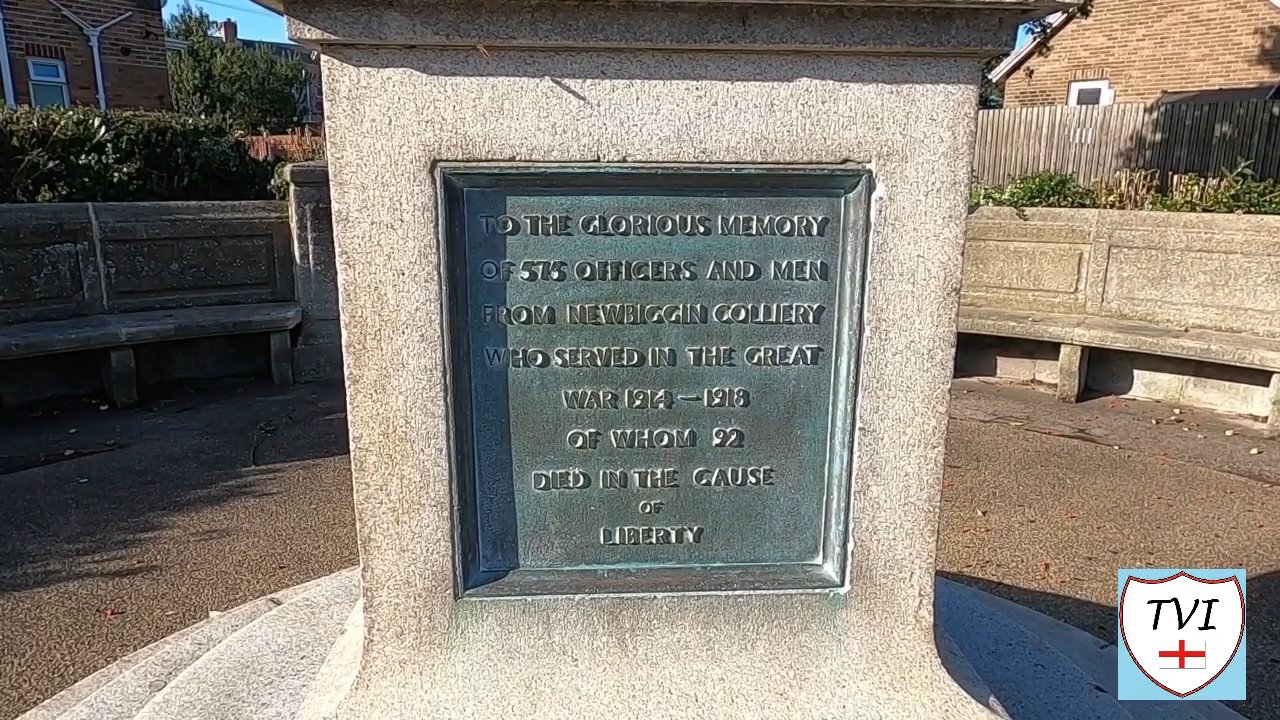 TO THE GLORIOUS MEMORY
OF 575 OFFICERS AND MEN
FROM NEWBIGGIN COLLIERY
WHO SERVED IN THE GREAT
WAR 1914 — 1918
OF WHOM 92
DIED IN THE CAUSE
OF
LIBERTY
TVI